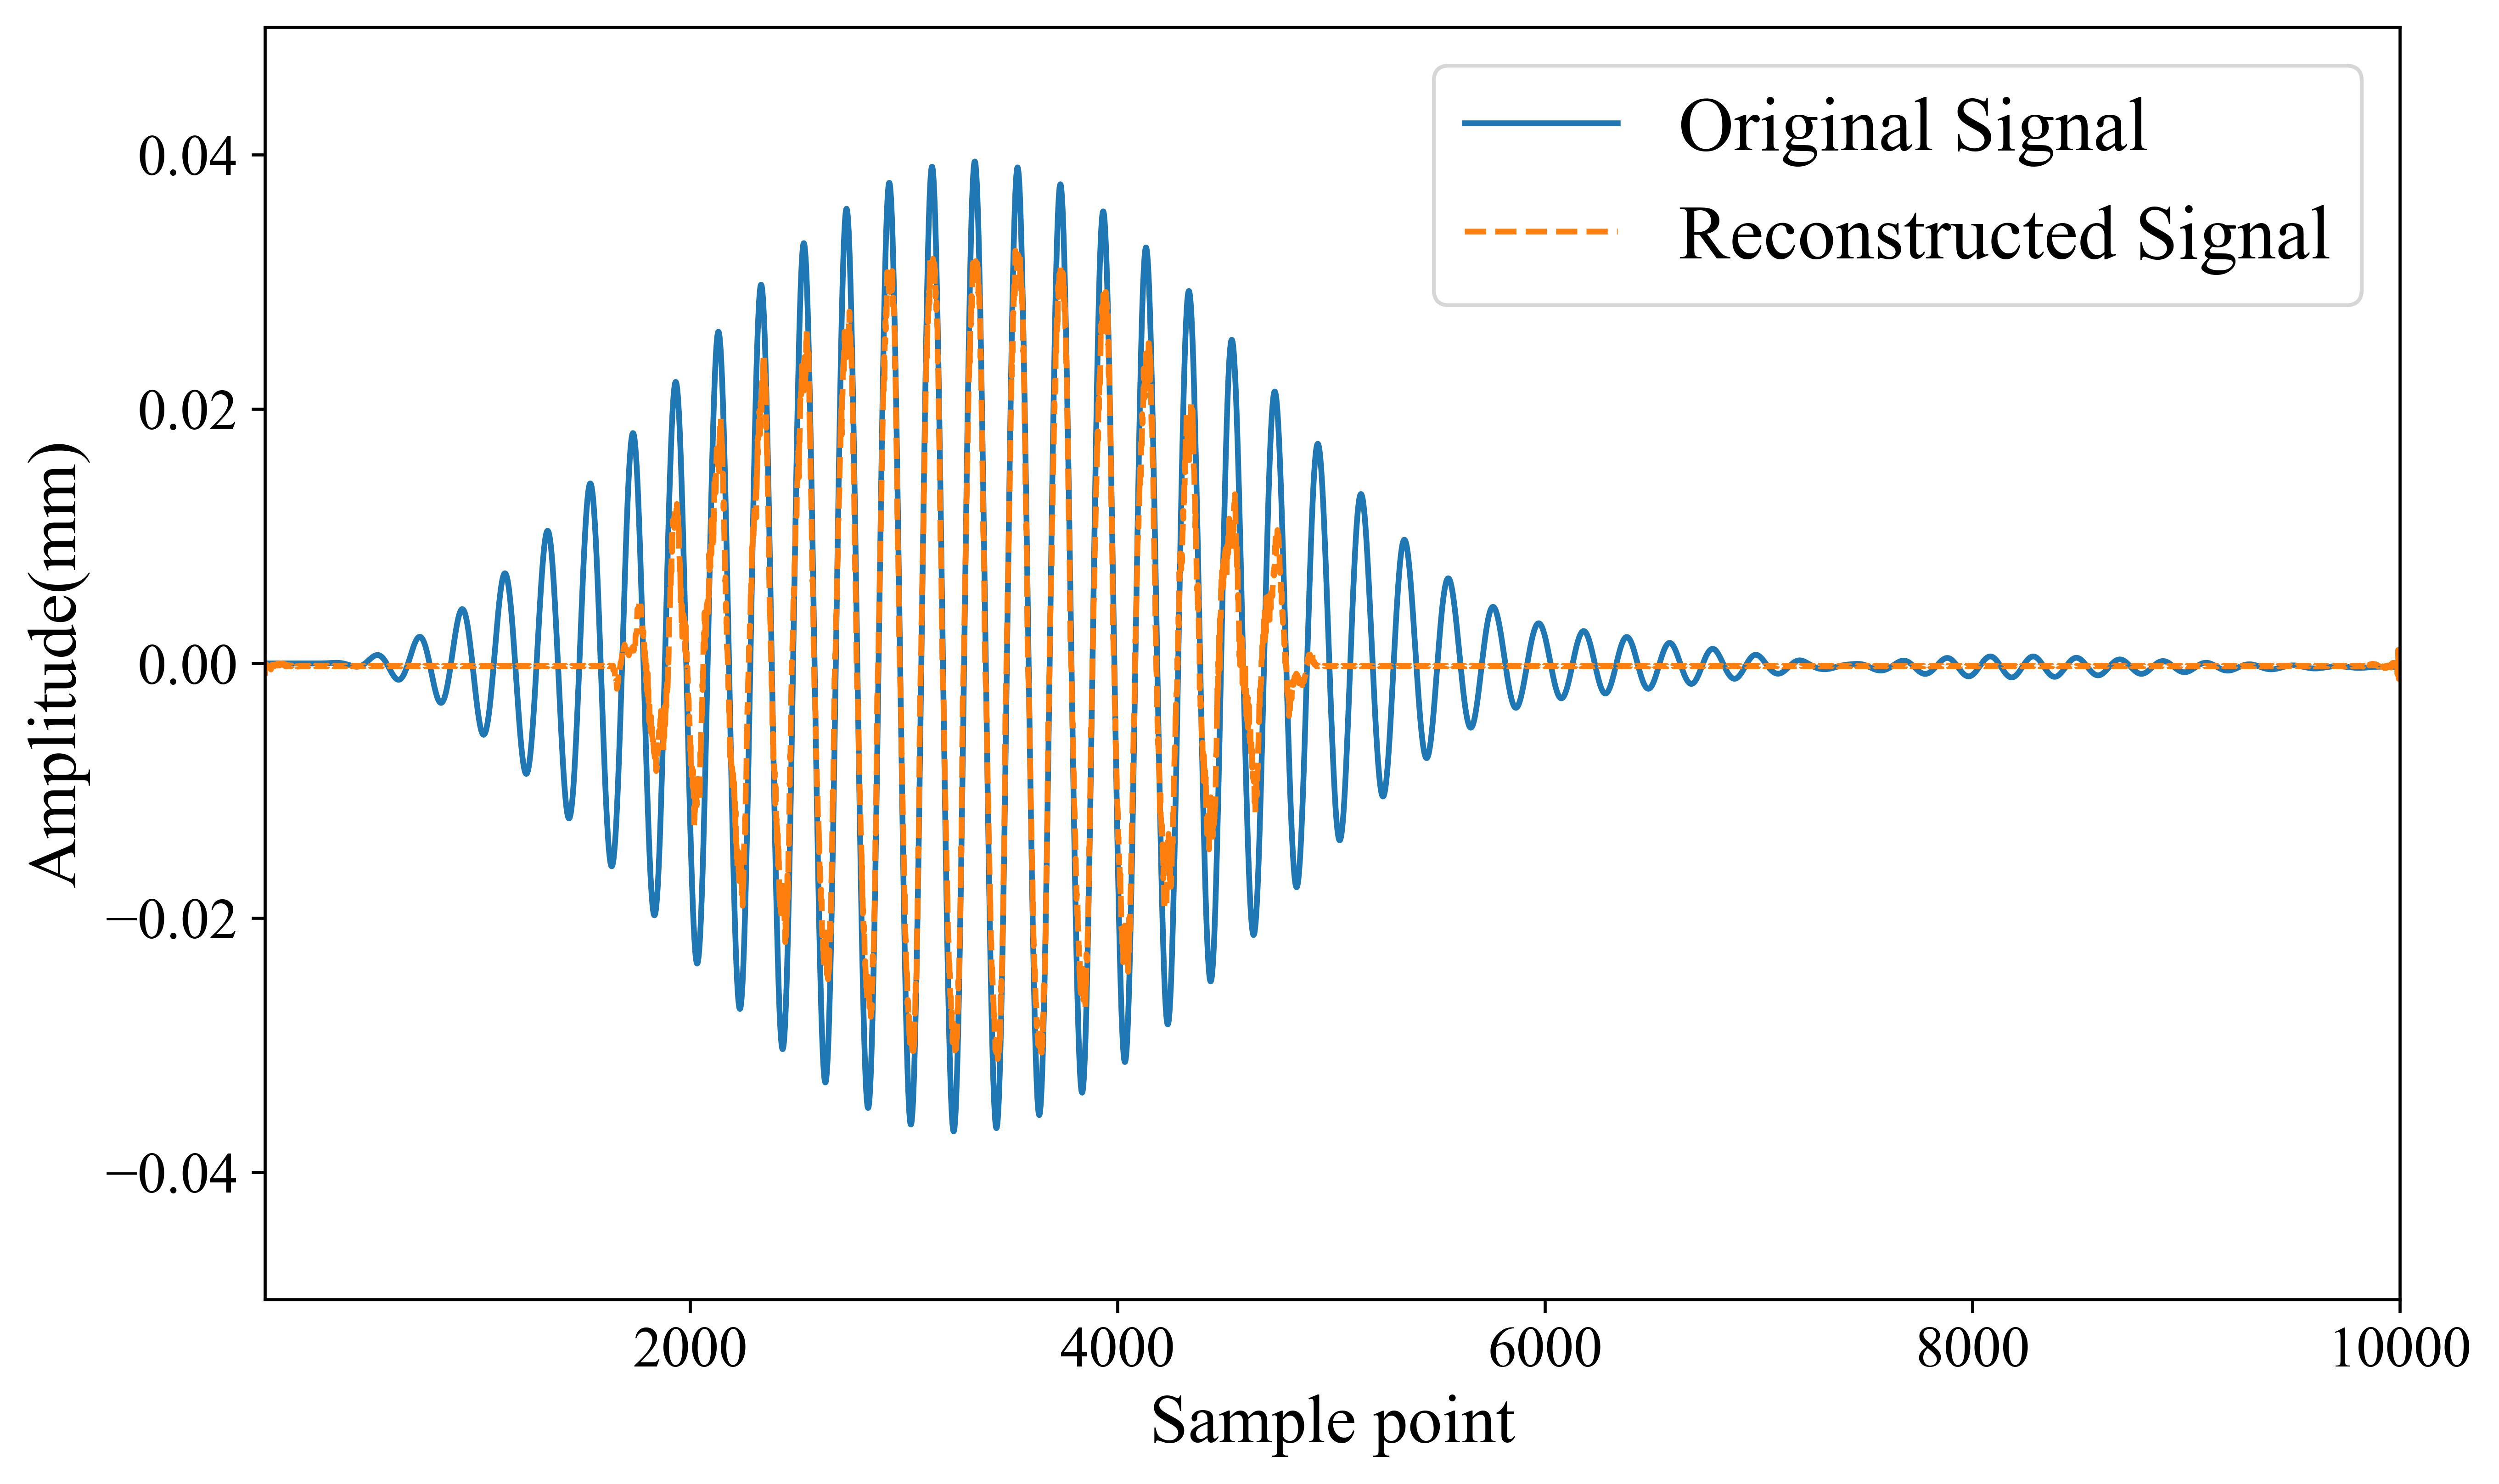 Original Signal
Reconstructed Signal
0.04
0.02
0.00
−0.02
−0.04
Amplitude(mm)
2000 4000 6000 8000 10000
Sample point